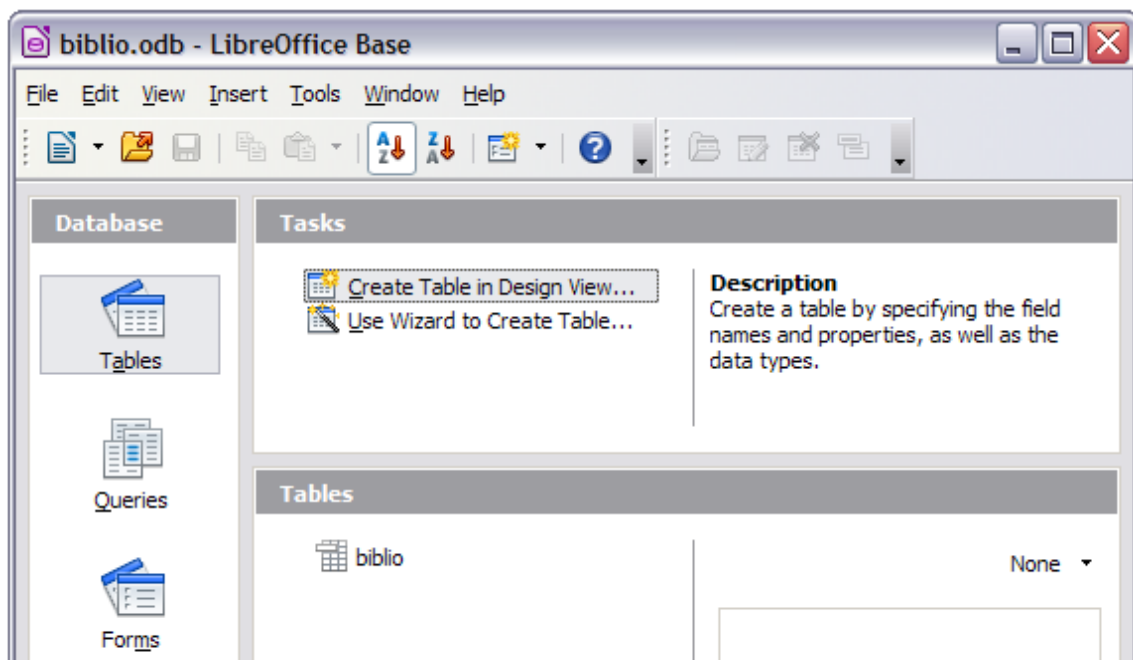 biblio.odb - LibreOffice Base
File Edit View Insert Tools Window Help
A
Z
Z
A
?
Database
Tasks
Create Table in Design View...
Use Wizard to Create Table...
Description
Create a table by specifying the field
names and properties, as well as the
data types.
Tables
Queries
Forms
Tables
biblio
None